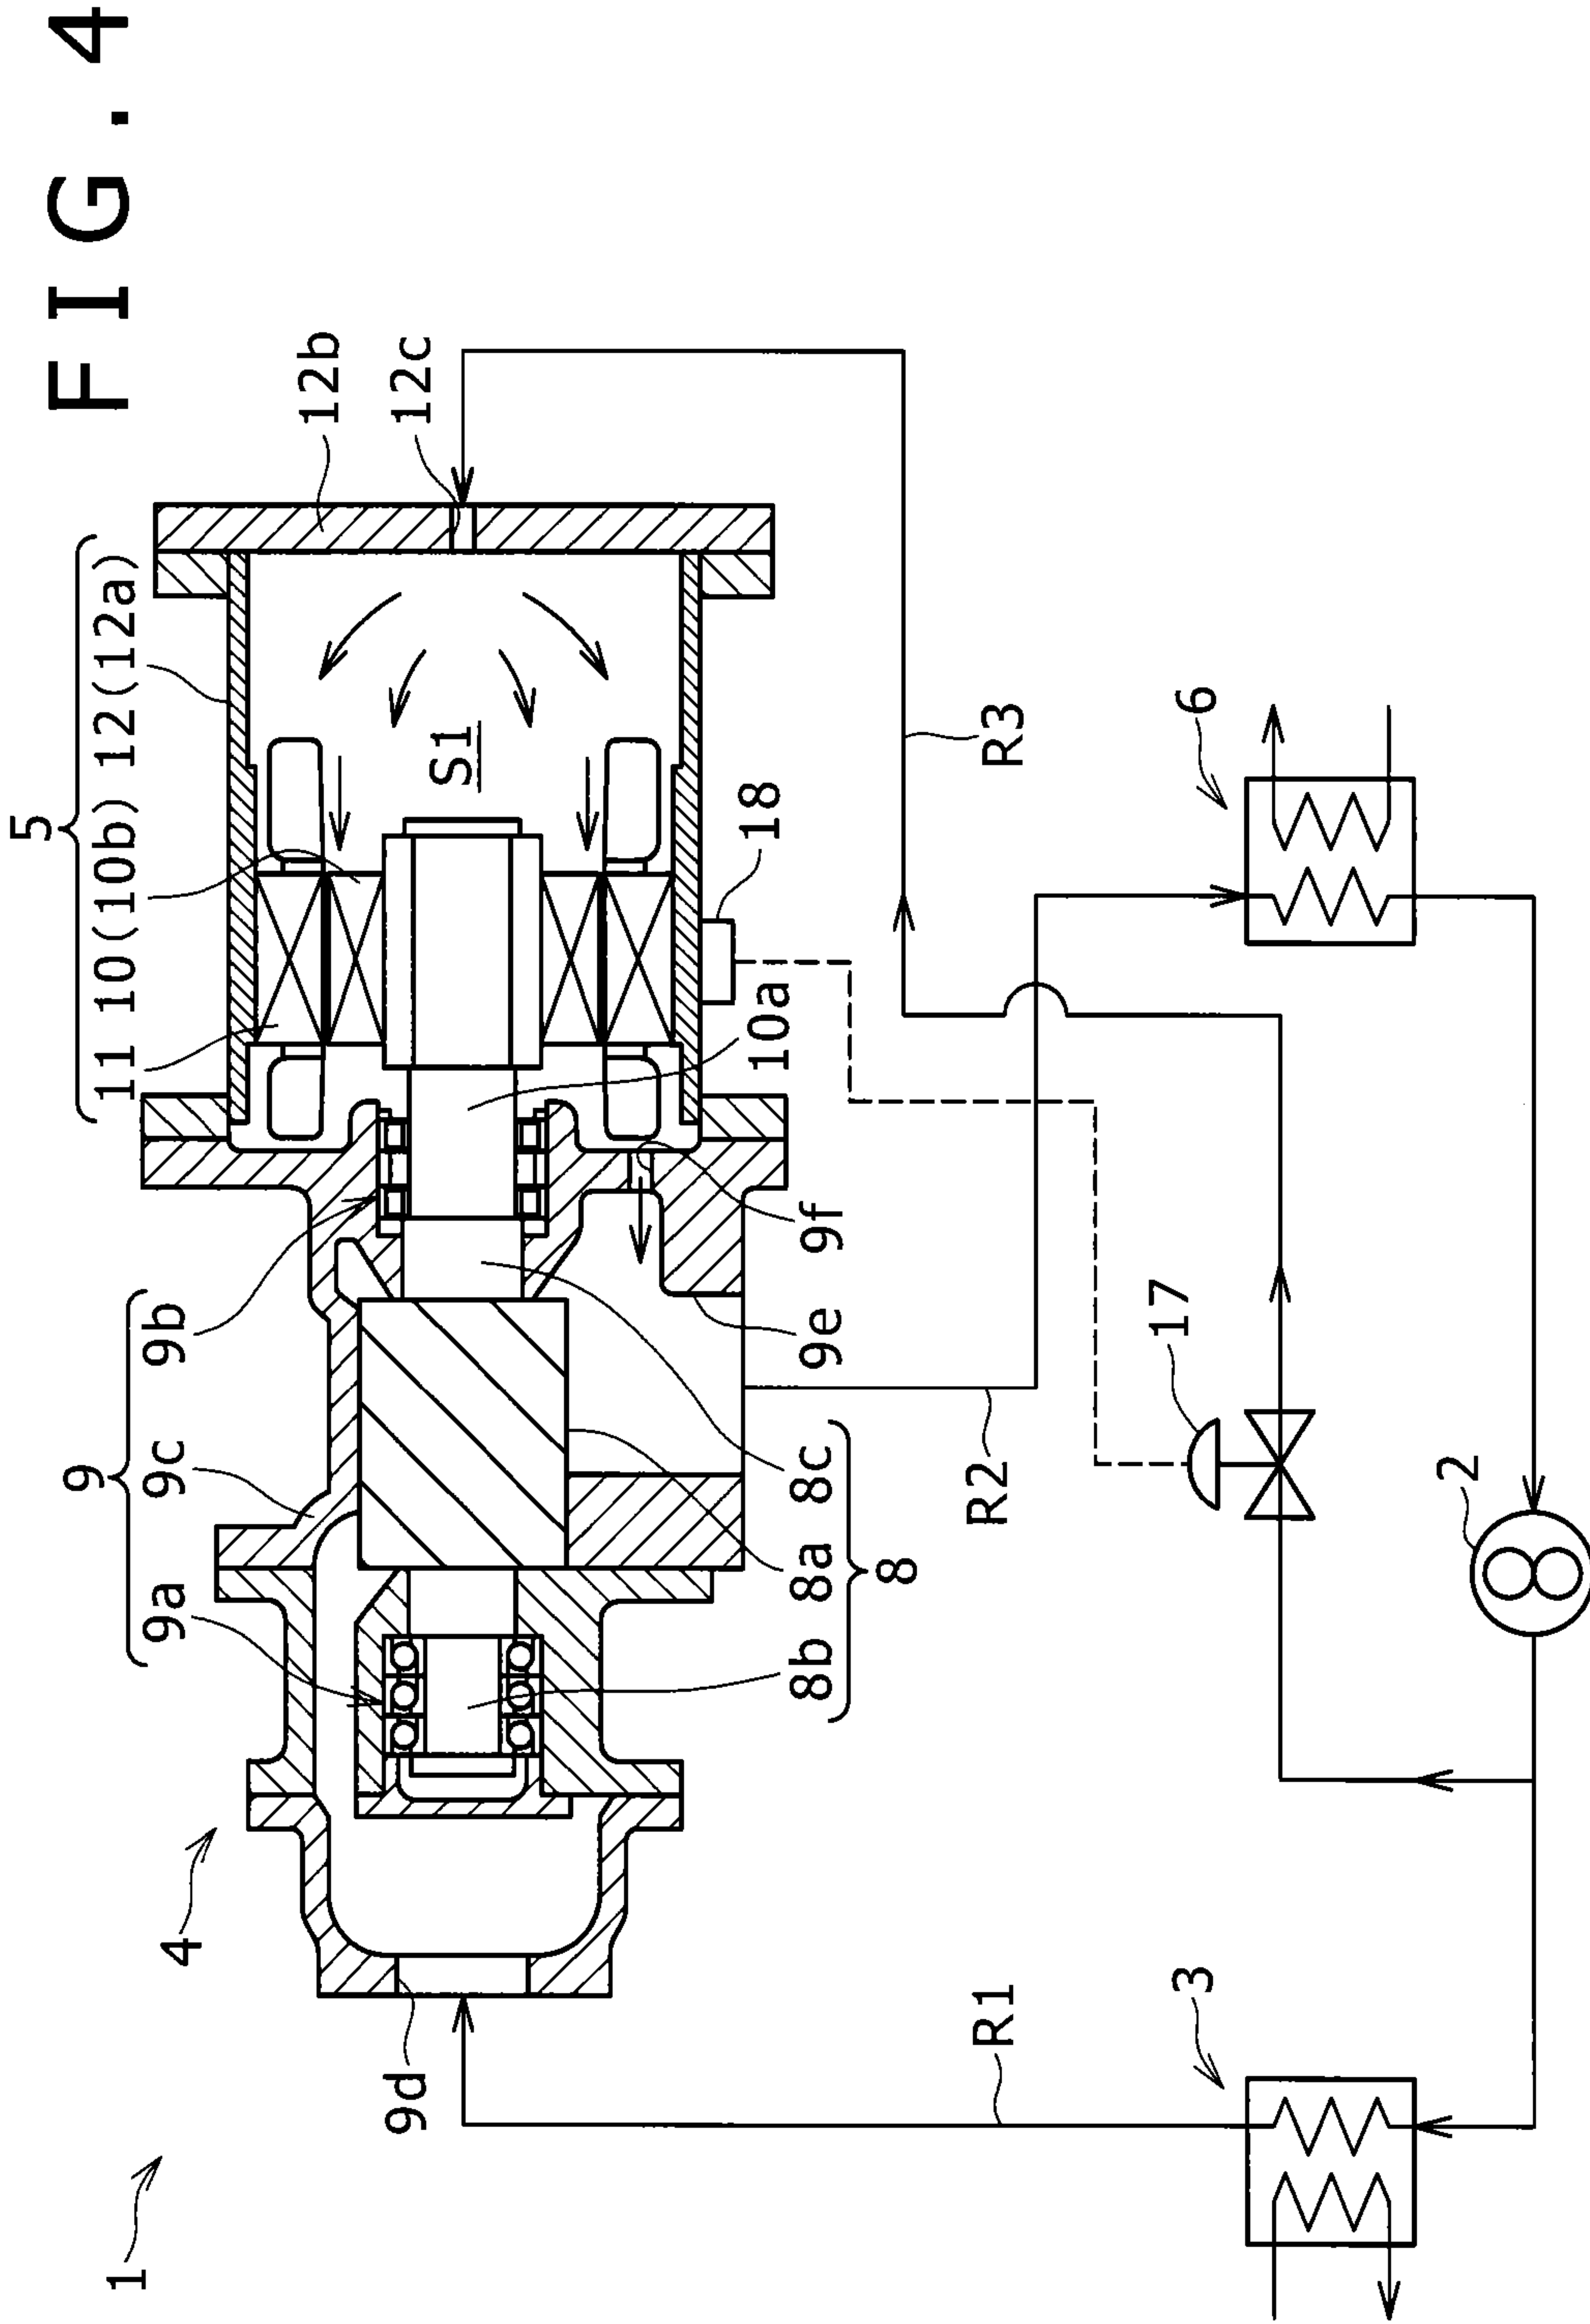 FIG.4
5
11 10(10b) 12(12a)
12b
12c
9
9a 9c 9b
4
1
S1
18
10a
9f
9e
9d
8b 8a 8c
8
R3
R2
R1
17
6
3
2